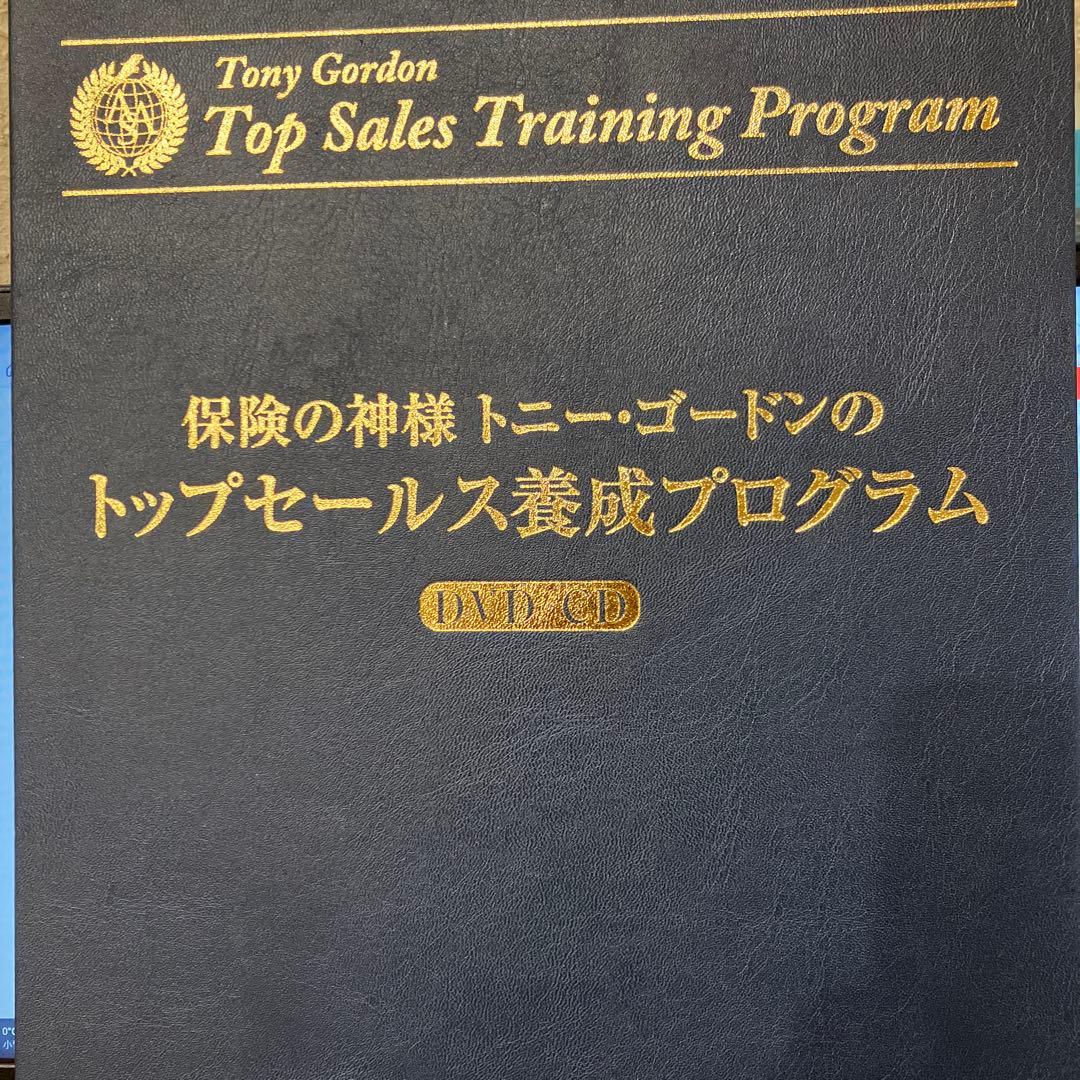 Tony Gordon
Top Sales Training Program
保険の神様 トニー・ゴードンの
トップセールス養成プログラム
DVD/CD
0°C